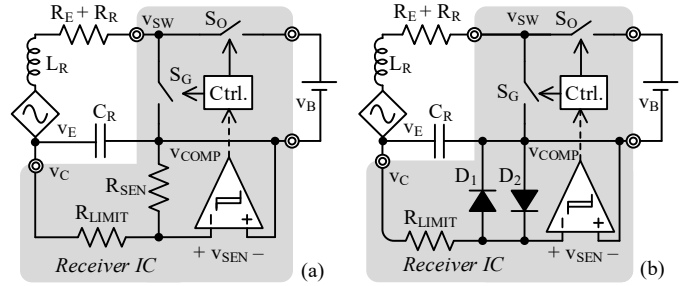 R_E + R_R
v_SW
S_O
L_R
S_G
Ctrl.
v_B
v_E
C_R
v_C
v_COMP
R_SEN
R_LIMIT
+ v_SEN −
Receiver IC
(a)
R_E + R_R
v_SW
S_O
L_R
S_G
Ctrl.
v_B
v_E
C_R
v_C
v_COMP
D_1
D_2
R_LIMIT
+ v_SEN −
Receiver IC
(b)